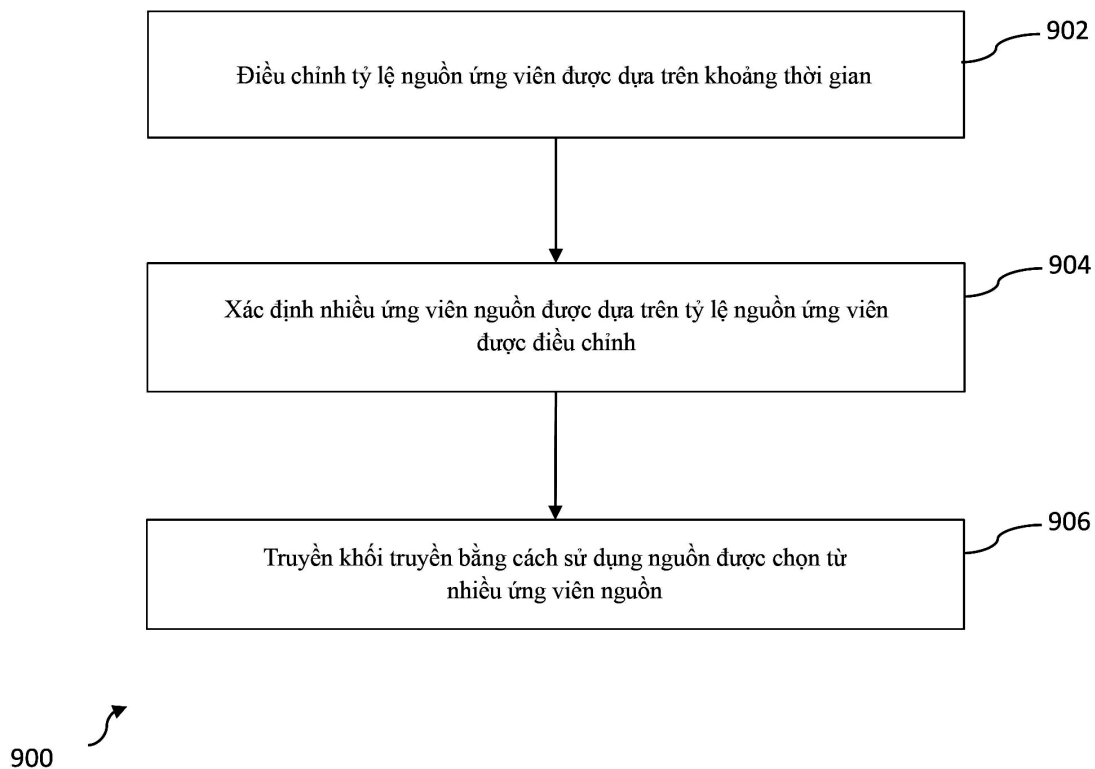 902
Điều chỉnh tỷ lệ nguồn ứng viên được dựa trên khoảng thời gian
904
Xác định nhiều ứng viên nguồn được dựa trên tỷ lệ nguồn ứng viên
được điều chỉnh
906
Truyền khối truyền bằng cách sử dụng nguồn được chọn từ
nhiều ứng viên nguồn
900